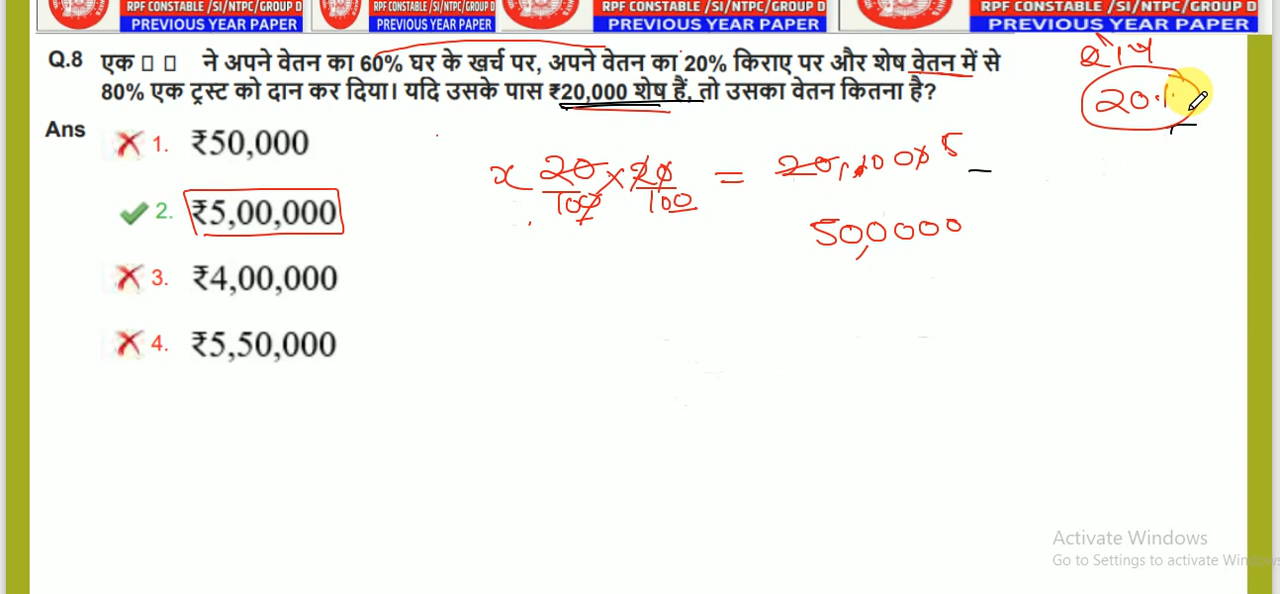 RPF CONSTABLE /SI/NTPC/GROUP D RPF CONSTABLE /SI/NTPC/GROUP D RPF CONSTABLE /SI/NTPC/GROUP D RPF CONSTABLE /SI/NTPC/GROUP D
PREVIOUS YEAR PAPER PREVIOUS YEAR PAPER PREVIOUS YEAR PAPER PREVIOUS YEAR PAPER
Q.8 एक ने अपने वेतन का 60% घर के खर्च पर, अपने वेतन का 20% किराए पर और शेष वेतन में से
80% एक ट्रस्ट को दान कर दिया। यदि उसके पास ₹20,000 शेष हैं, तो उसका वेतन कितना है?
Ans
1. ₹50,000
2. ₹5,00,000
3. ₹4,00,000
4. ₹5,50,000
x 20/100 × 20/100 =
500000
Activate Windows
Go to Settings to activate Windows